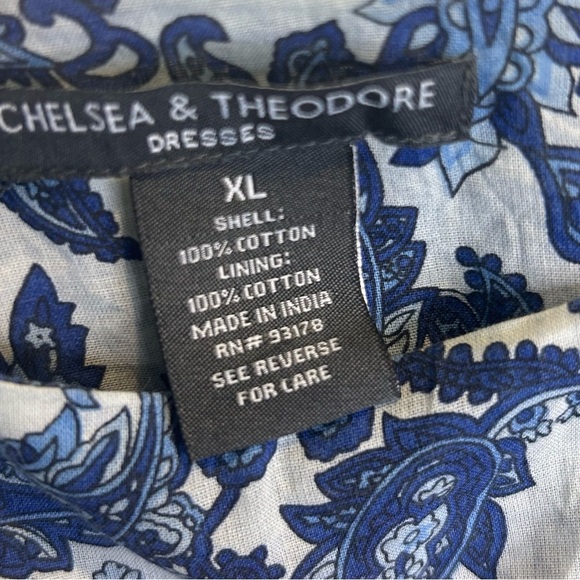 CHELSEA & THEODORE
DRESSES
XL
SHELL:
100% COTTON
LINING:
100% COTTON
MADE IN INDIA
RN# 93178
SEE REVERSE
FOR CARE